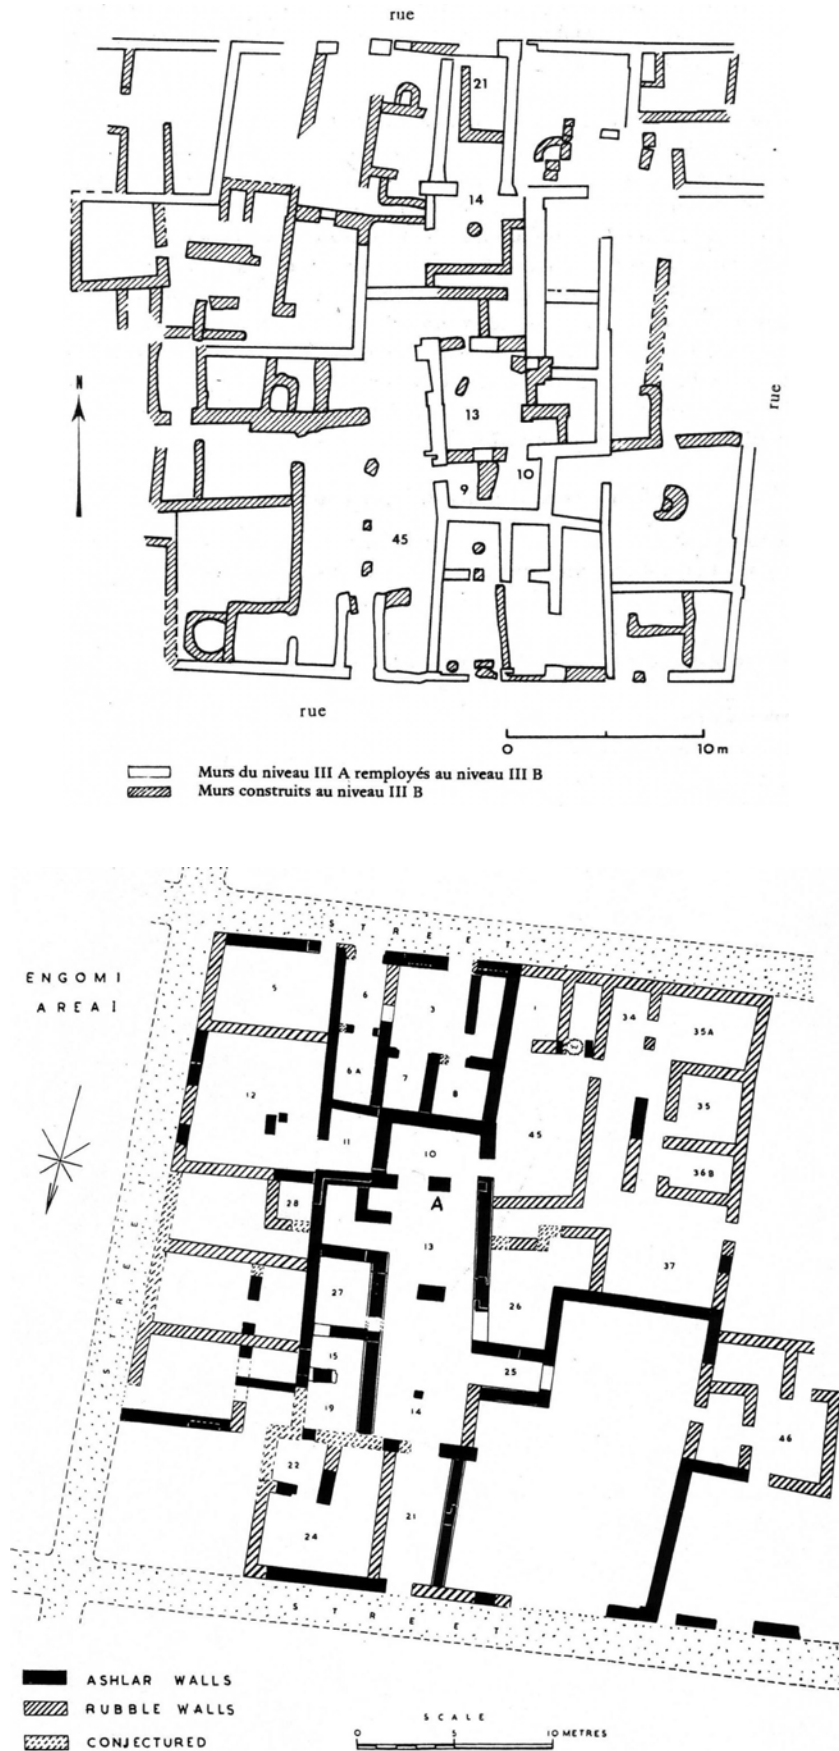 rue
21
14
N
13
rue
10
9
45
rue
0 10 m
Murs du niveau III A remployés au niveau III B
Murs construits au niveau III B
STREET
ENGOMI
AREA I
5
6
3
1
34
35A
6A
7
8
35
12
11
10
45
36B
28
A
13
37
27
26
15
25
19
14
46
22
21
24
STREET
STREET
ASHLAR WALLS
RUBBLE WALLS
CONJECTURED
SCALE
0 5 10 METRES